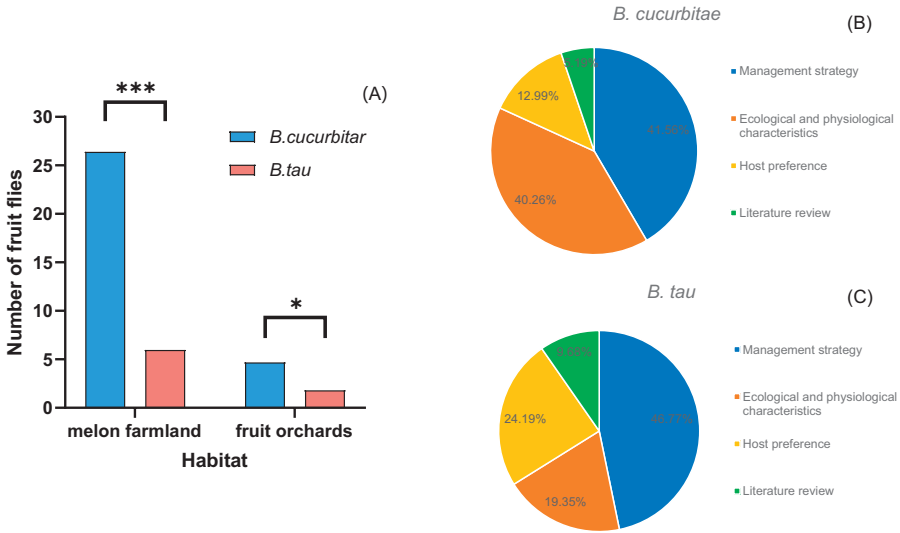 (A)
***
30
25
20
15
10
5
0
Number of fruit flies
B.cucurbitar
B.tau
*
melon farmland
fruit orchards
Habitat
B. cucurbitae
(B)
12.99%
40.26%
Management strategy
Ecological and physiological
characteristics
Host preference
Literature review
B. tau
(C)
9.68%
46.77%
24.19%
19.35%
Management strategy
Ecological and physiological
characteristics
Host preference
Literature review